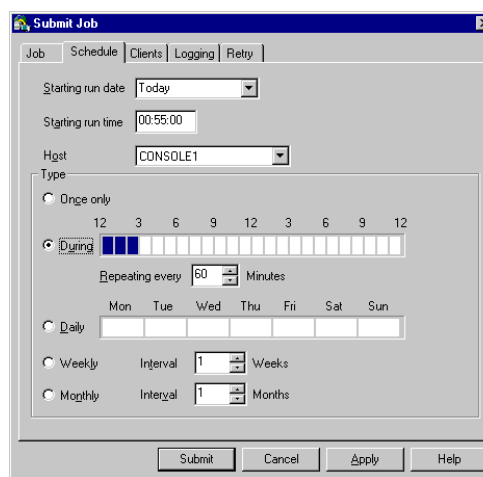 Submit Job
Job Schedule Clients Logging Retry
Starting run date Today
Starting run time 00:55:00
Host CONSOLE1
Type
Once only
12 3 6 9 12 3 6 9 12
During
Repeating every 60 Minutes
Mon Tue Wed Thu Fri Sat Sun
Daily
Weekly Interval 1 Weeks
Monthly Interval 1 Months
Submit Cancel Apply Help